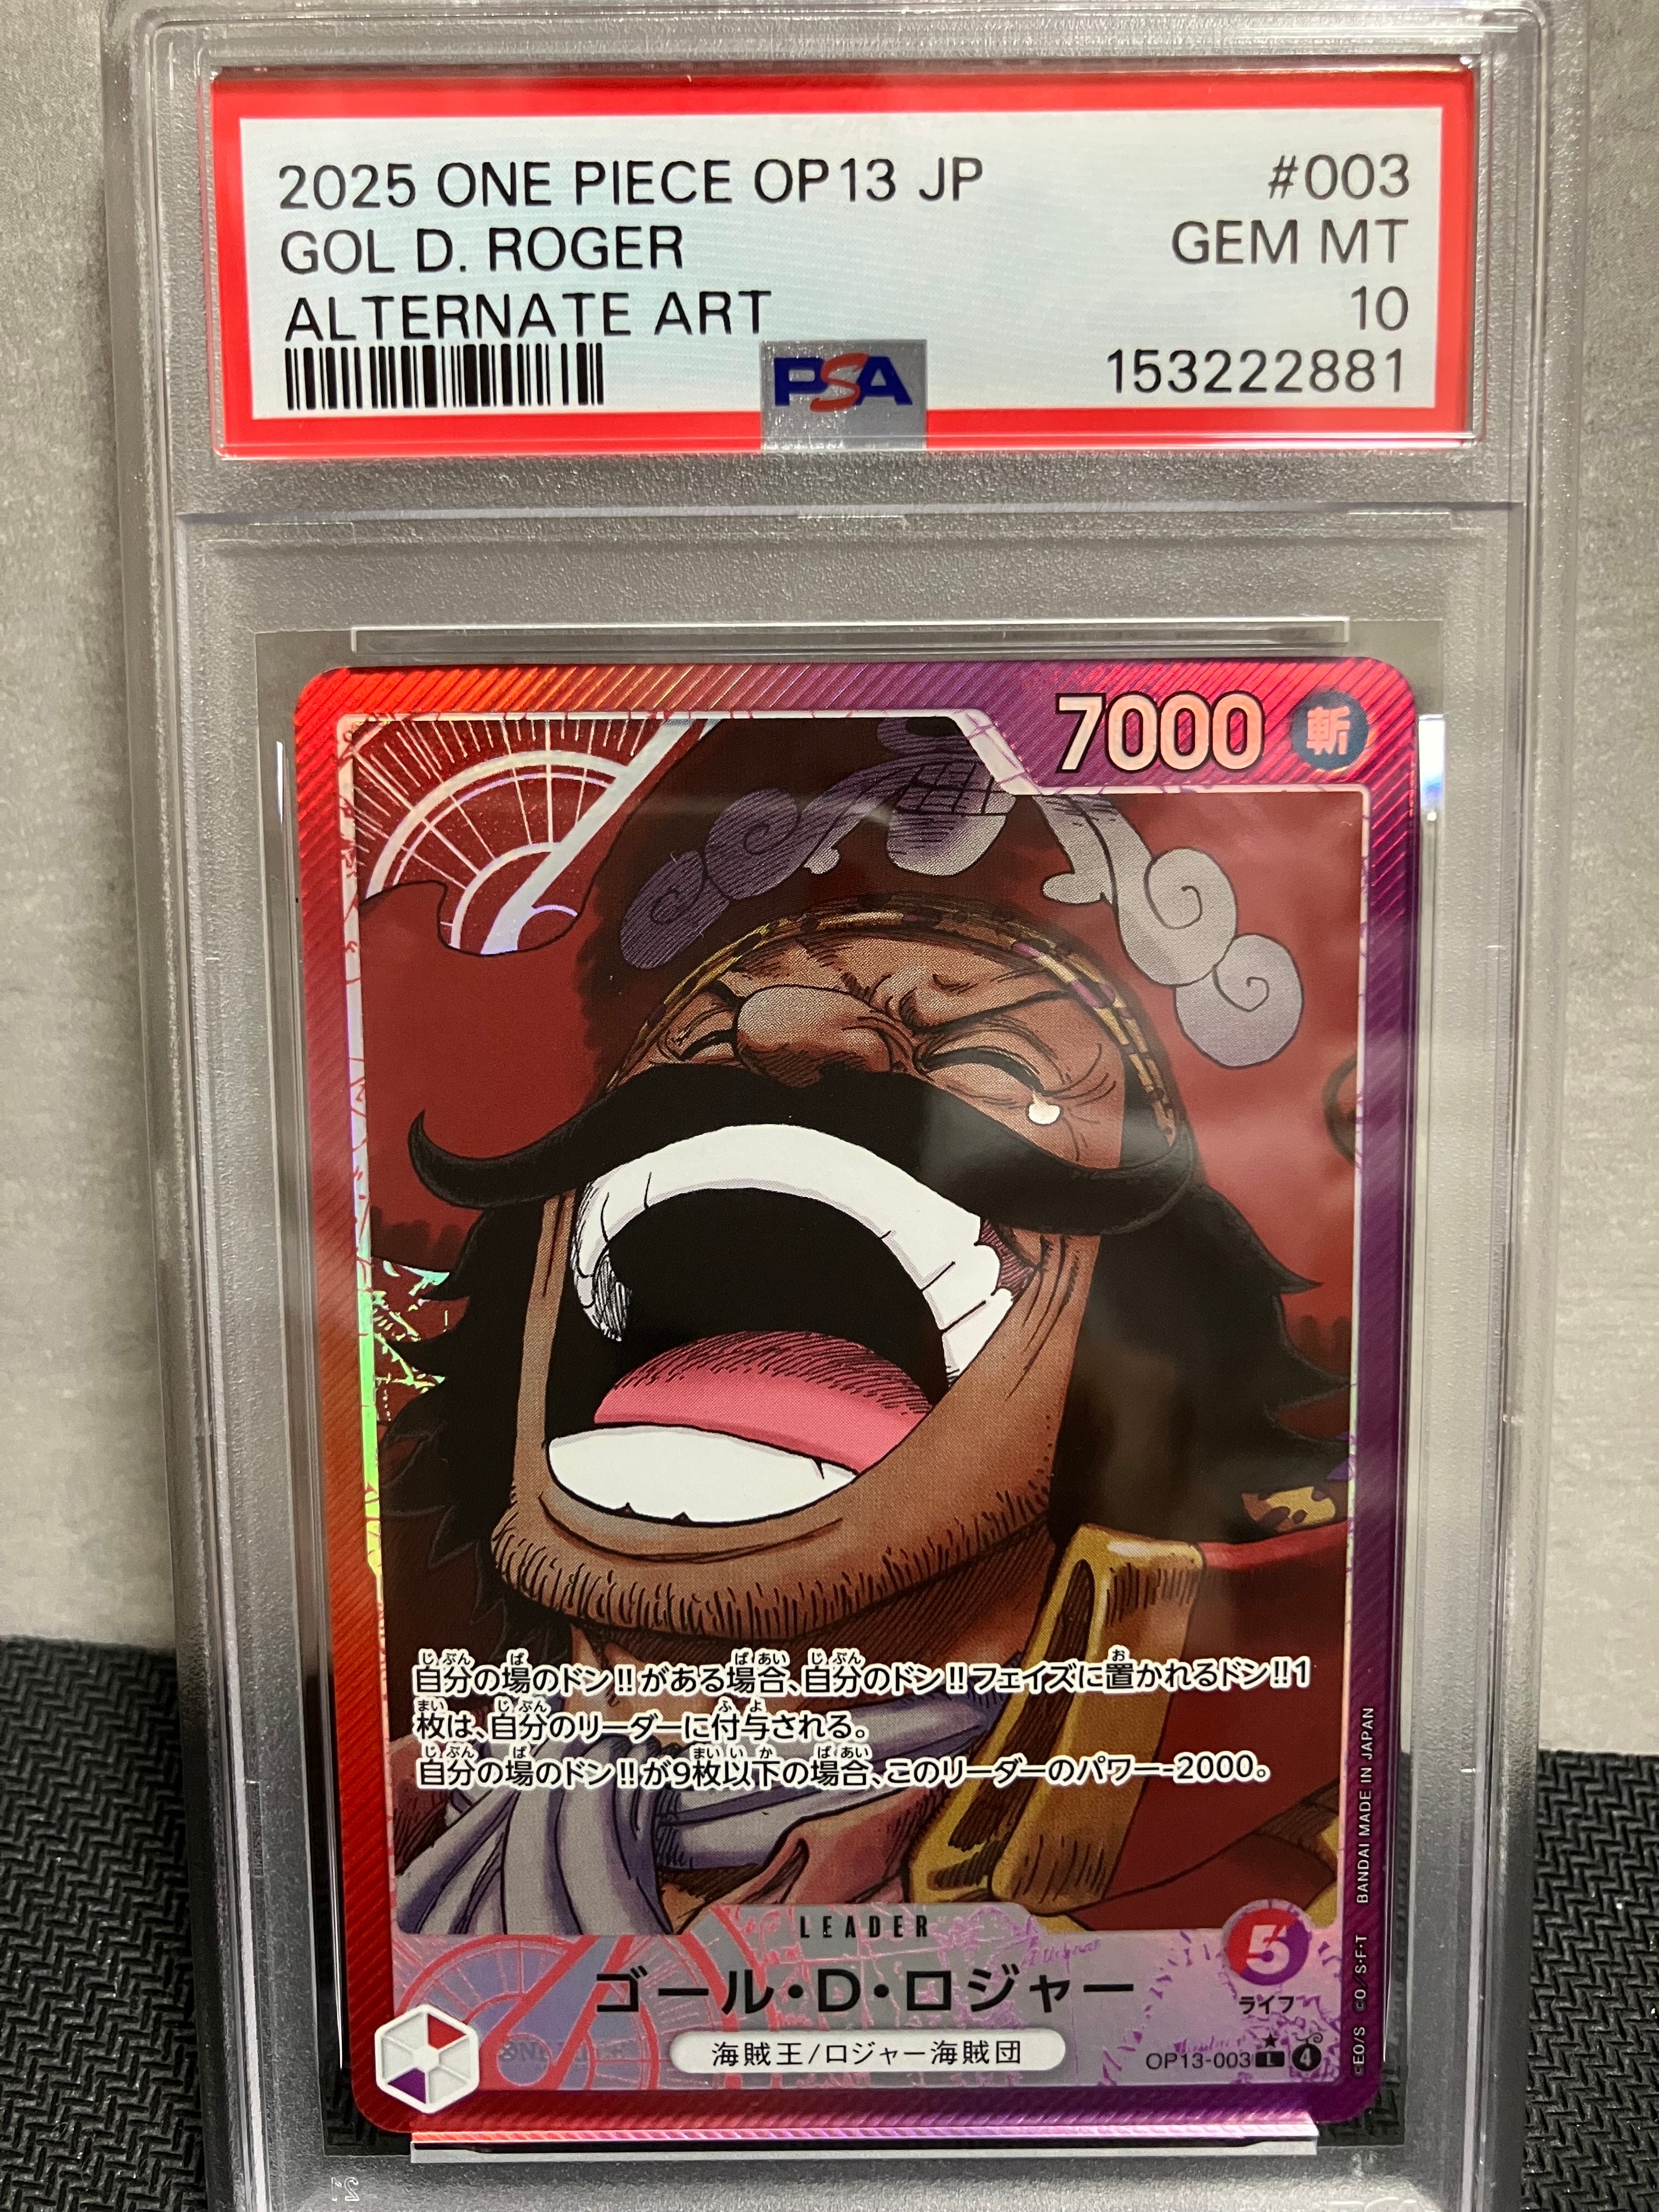 2025 ONE PIECE OP13 JP #003
GOL D. ROGER GEM MT
ALTERNATE ART 10
PSA 153222881
7000 斬
自分の場のドン!!がある場合、自分のドン!!フェイズに置かれるドン!!1
枚は、自分のリーダーに付与される。
自分の場のドン!!が9枚以下の場合、このリーダーのパワー-2000。
LEADER
5
ゴール・D・ロジャー
ライフ
海賊王/ロジャー海賊団
OP13-003 L 4
©EO/S ©O/S・F・T BANDAI MADE IN JAPAN